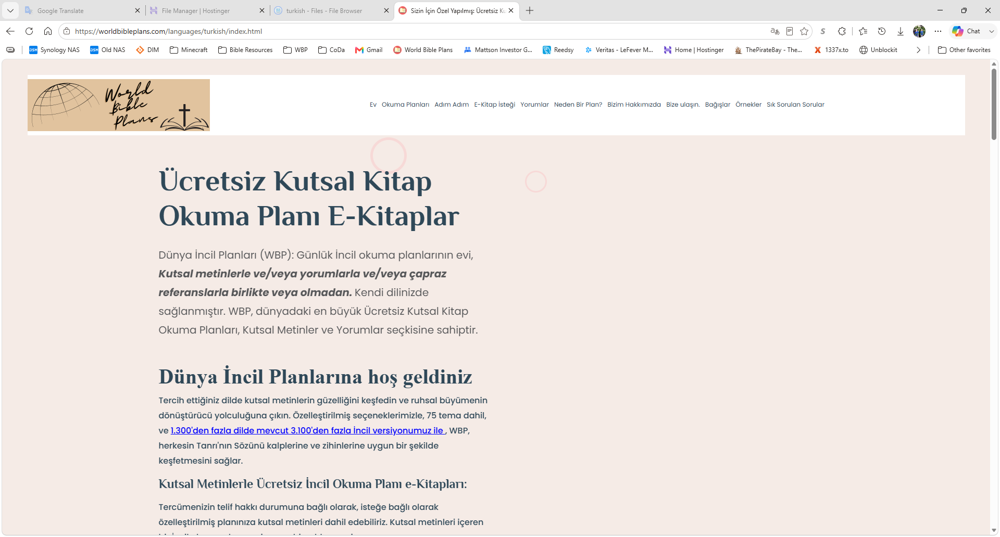 Google Translate
File Manager | Hostinger
turkish - Files - File Browser
Sizin İçin Özel Yapılmış: Ücretsiz
https://worldbibleplans.com/languages/turkish/index.html
Chat
Synology NAS
Old NAS
DIM
Minecraft
Bible Resources
WBP
CoDa
Gmail
World Bible Plans
Mattson Investor G...
Reedsy
Veritas - LeFever M...
Home | Hostinger
ThePirateBay - The...
1337x.to
Unblockit
Other favorites
World
Bible
Plans
Ev Okuma Planları Adım Adım E-Kitap İsteği Yorumlar Neden Bir Plan? Bizim Hakkımızda Bize ulaşın. Bağışlar Örnekler Sık Sorulan Sorular
Ücretsiz Kutsal Kitap
Okuma Planı E-Kitaplar
Dünya İncil Planları (WBP): Günlük İncil okuma planlarının evi,
Kutsal metinlerle ve/veya yorumlarla ve/veya çapraz
referanslarla birlikte veya olmadan. Kendi dilinizde
sağlanmıştır. WBP, dünyadaki en büyük Ücretsiz Kutsal Kitap
Okuma Planları, Kutsal Metinler ve Yorumlar seçkisine sahiptir.
Dünya İncil Planlarına hoş geldiniz
Tercih ettiğiniz dilde kutsal metinlerin güzelliğini keşfedin ve ruhsal büyümenin
dönüştürücü yolculuğuna çıkın. Özelleştirilmiş seçeneklerimizle, 75 tema dahil,
ve 1.300'den fazla dilde mevcut 3.100'den fazla İncil versiyonumuz ile , WBP,
herkesin Tanrı'nın Sözünü kalplerine ve zihinlerine uygun bir şekilde
keşfetmesini sağlar.
Kutsal Metinlerle Ücretsiz İncil Okuma Planı e-Kitapları:
Tercümenizin telif hakkı durumuna bağlı olarak, isteğe bağlı olarak
özelleştirilmiş planınıza kutsal metinleri dahil edebiliriz. Kutsal metinleri içeren